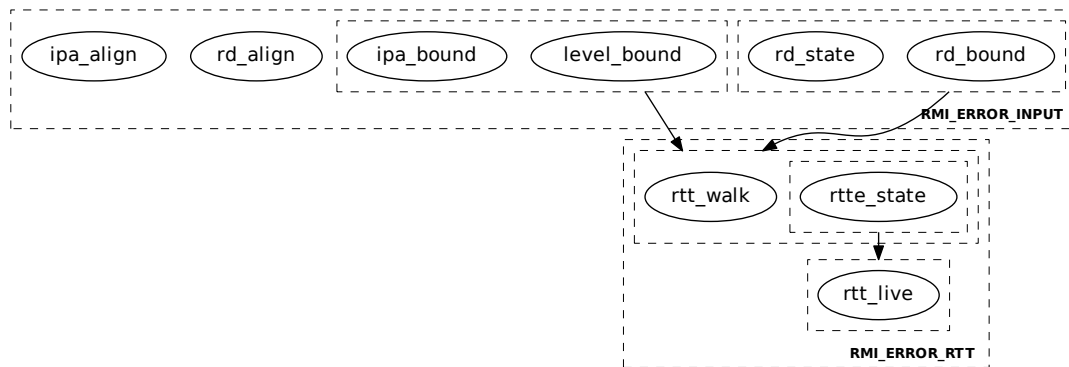 ipa_align
rd_align
ipa_bound
level_bound
rd_state
rd_bound
RMI_ERROR_INPUT
rtt_walk
rtte_state
rtt_live
RMI_ERROR_RTT